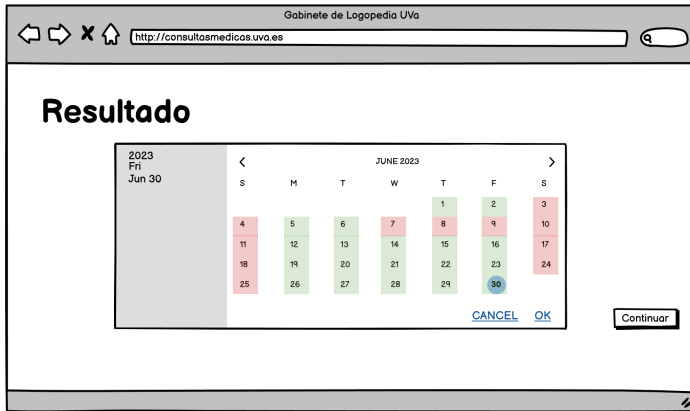 Gabinete de Logopedia UVa
http://consultasmedicas.uva.es
Resultado
2023
Fri
Jun 30
JUNE 2023
S M T W T F S
1 2 3
4 5 6 7 8 9 10
11 12 13 14 15 16 17
18 19 20 21 22 23 24
25 26 27 28 29 30
CANCEL OK
Continuar